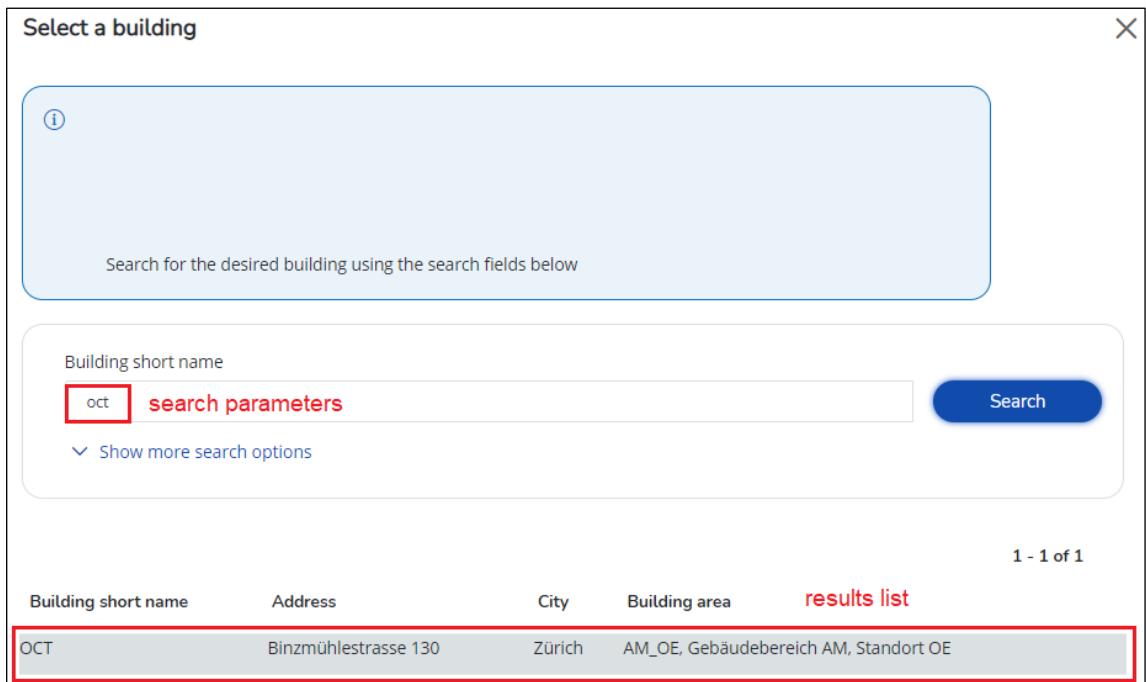 Select a building
Search for the desired building using the search fields below
Building short name
oct search parameters Search
Show more search options
1 - 1 of 1
Building short name Address City Building area results list
OCT Binzmühlestrasse 130 Zürich AM_OE, Gebäudebereich AM, Standort OE